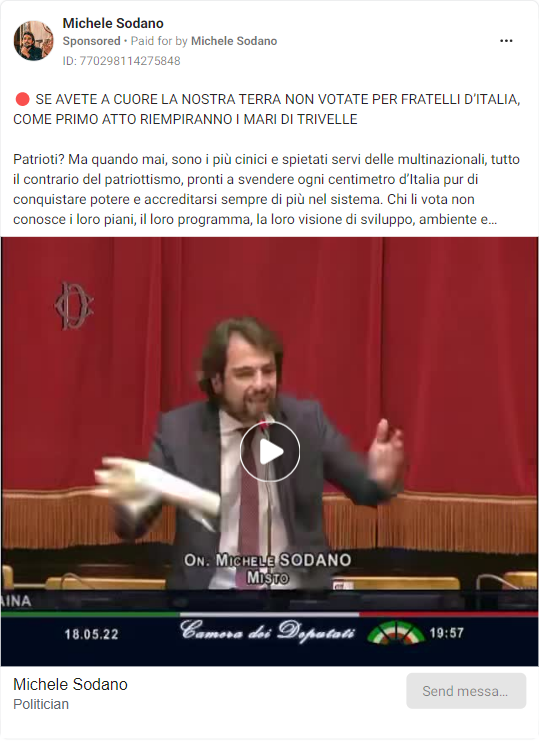 Michele Sodano
Sponsored • Paid for by Michele Sodano
ID: 770298114275848
🔴 SE AVETE A CUORE LA NOSTRA TERRA NON VOTATE PER FRATELLI D'ITALIA,
COME PRIMO ATTO RIEMPIRANNO I MARI DI TRIVELLE
Patrioti? Ma quando mai, sono i più cinici e spietati servi delle multinazionali, tutto
il contrario del patriottismo, pronti a svendere ogni centimetro d'Italia pur di
conquistare potere e accreditarsi sempre di più nel sistema. Chi li vota non
conosce i loro piani, il loro programma, la loro visione di sviluppo, ambiente e...
ON. MICHELE SODANO
MISTO
AINA
18.05.22 Camera dei Deputati 19:57
Michele Sodano
Politician
Send messa...